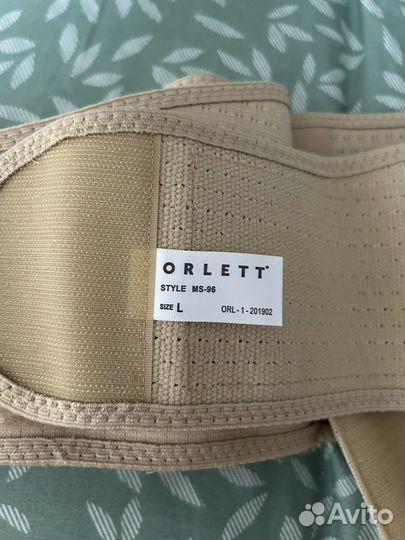 ORLETT®
STYLE MS-96
SIZE L ORL-1-201902
Avito